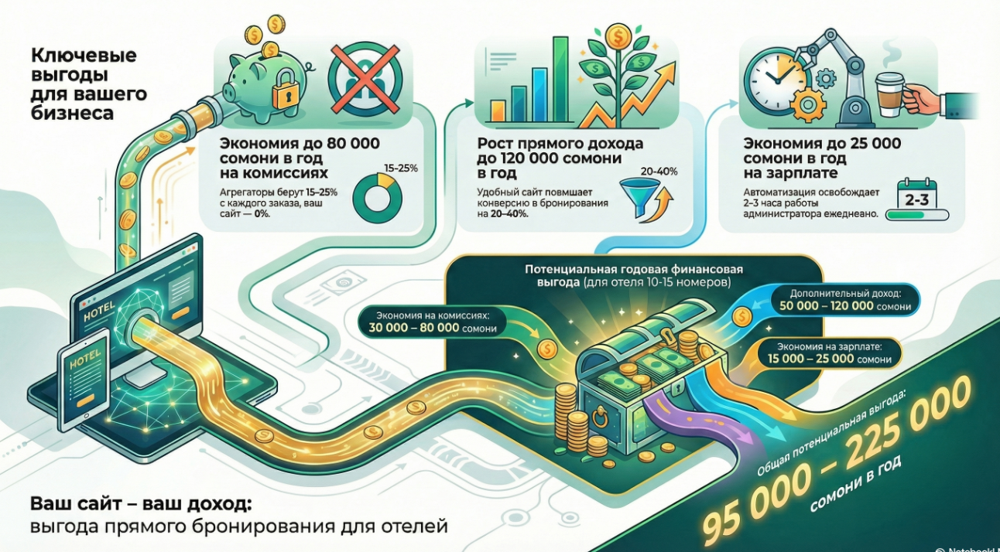 Ключевые
выгоды
для вашего
бизнеса
Экономия до 80 000
сомони в год
на комиссиях
15-25%
Агрегаторы берут 15–25%
с каждого заказа, ваш
сайт — 0%.
Рост прямого дохода
до 120 000 сомони
в год
20-40%
Удобный сайт повмшает
конверсию в бронирования
на 20–40%.
Экономия до 25 000
сомони в год
на зарплате
Автоматизация освобождает
2–3 часа работы
администратора ежедневно.
2-3
HOTEL
HOTEL
Потенциальная годовая финансовая
выгода (для отеля 10-15 номеров)
Экономия на комиссиях:
30 000 – 80 000 сомони
Дополнительный доход:
50 000 – 120 000 сомони
Экономия на зарплате:
15 000 – 25 000 сомони
Общая потенциальная выгода:
95 000 – 225 000
сомони в год
Ваш сайт – ваш доход:
выгода прямого бронирования для отелей